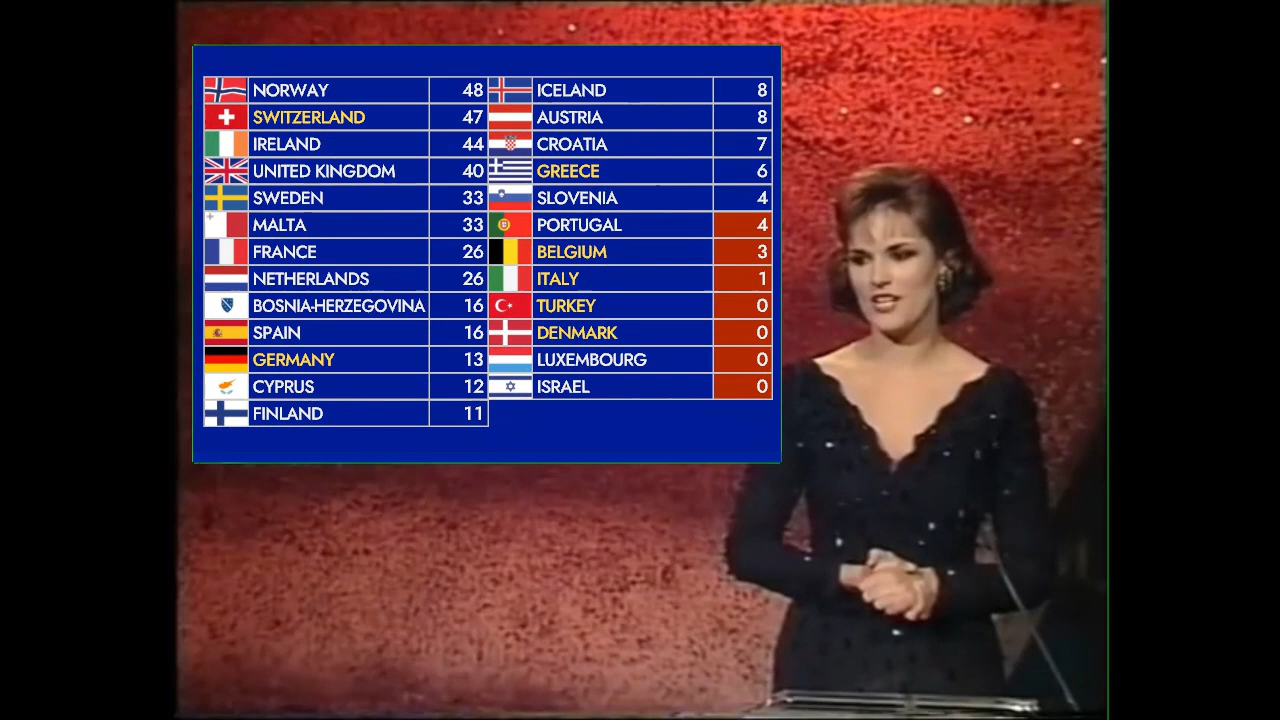 NORWAY 48
SWITZERLAND 47
IRELAND 44
UNITED KINGDOM 40
SWEDEN 33
MALTA 33
FRANCE 26
NETHERLANDS 26
BOSNIA-HERZEGOVINA 16
SPAIN 16
GERMANY 13
CYPRUS 12
FINLAND 11
ICELAND 8
AUSTRIA 8
CROATIA 7
GREECE 6
SLOVENIA 4
PORTUGAL 4
BELGIUM 3
ITALY 1
TURKEY 0
DENMARK 0
LUXEMBOURG 0
ISRAEL 0